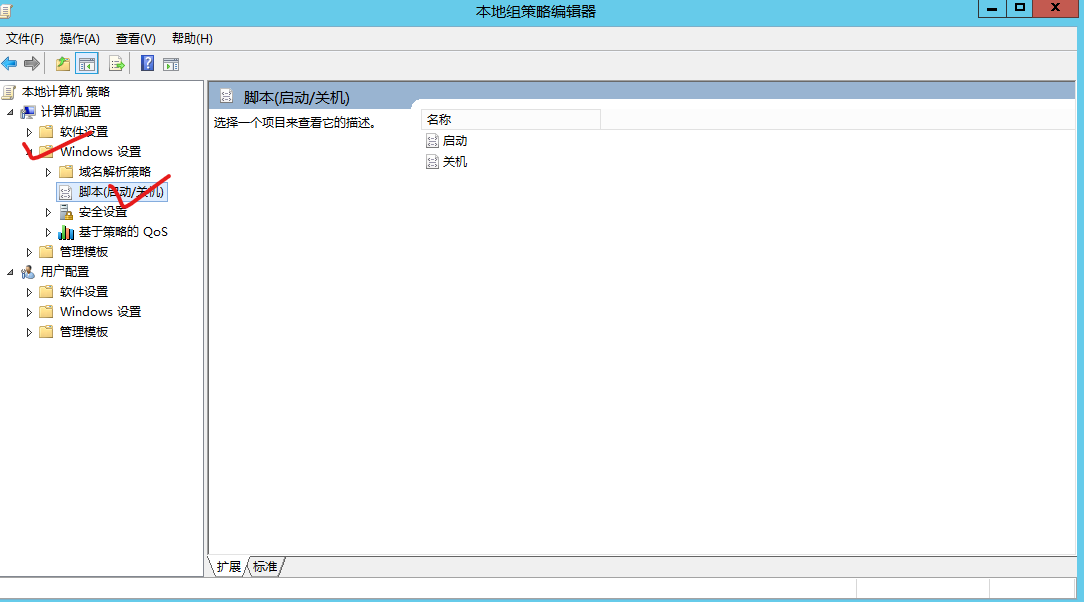 本地组策略编辑器
文件(F) 操作(A) 查看(V) 帮助(H)
本地计算机 策略
计算机配置
软件设置
Windows 设置
域名解析策略
脚本(启动/关机)
安全设置
基于策略的 QoS
管理模板
用户配置
软件设置
Windows 设置
管理模板
脚本(启动/关机)
选择一个项目来查看它的描述。
名称
启动
关机
扩展 标准